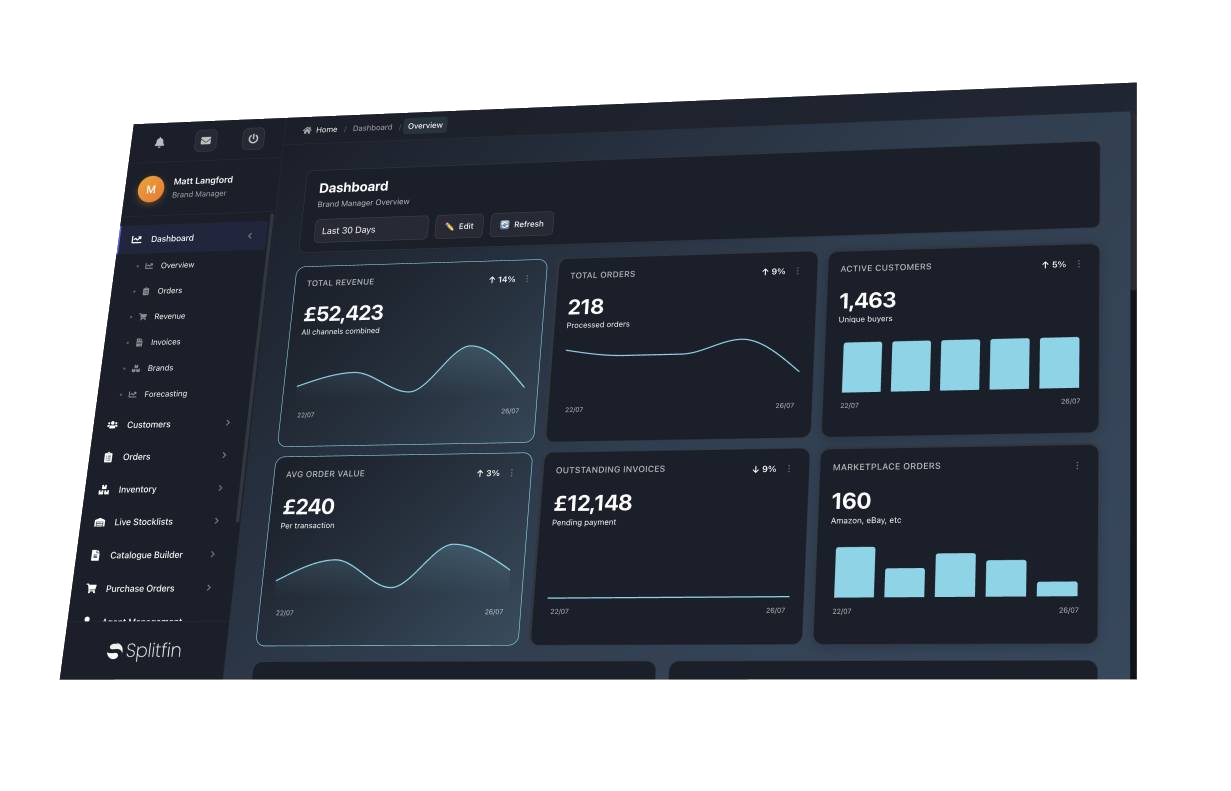 Home / Dashboard / Overview
Matt Langford
Brand Manager
Dashboard
Overview
Orders
Revenue
Invoices
Brands
Forecasting
Customers
Orders
Inventory
Live Stocklists
Catalogue Builder
Purchase Orders
Agent Management
Splitfin
Dashboard
Brand Manager Overview
Last 30 Days
Edit
Refresh
TOTAL REVENUE
↑ 14%
£52,423
All channels combined
22/07
26/07
TOTAL ORDERS
↑ 9%
218
Processed orders
22/07
26/07
ACTIVE CUSTOMERS
↑ 5%
1,463
Unique buyers
22/07
26/07
AVG ORDER VALUE
↑ 3%
£240
Per transaction
22/07
26/07
OUTSTANDING INVOICES
↓ 9%
£12,148
Pending payment
22/07
26/07
MARKETPLACE ORDERS
160
Amazon, eBay, etc
22/07
26/07